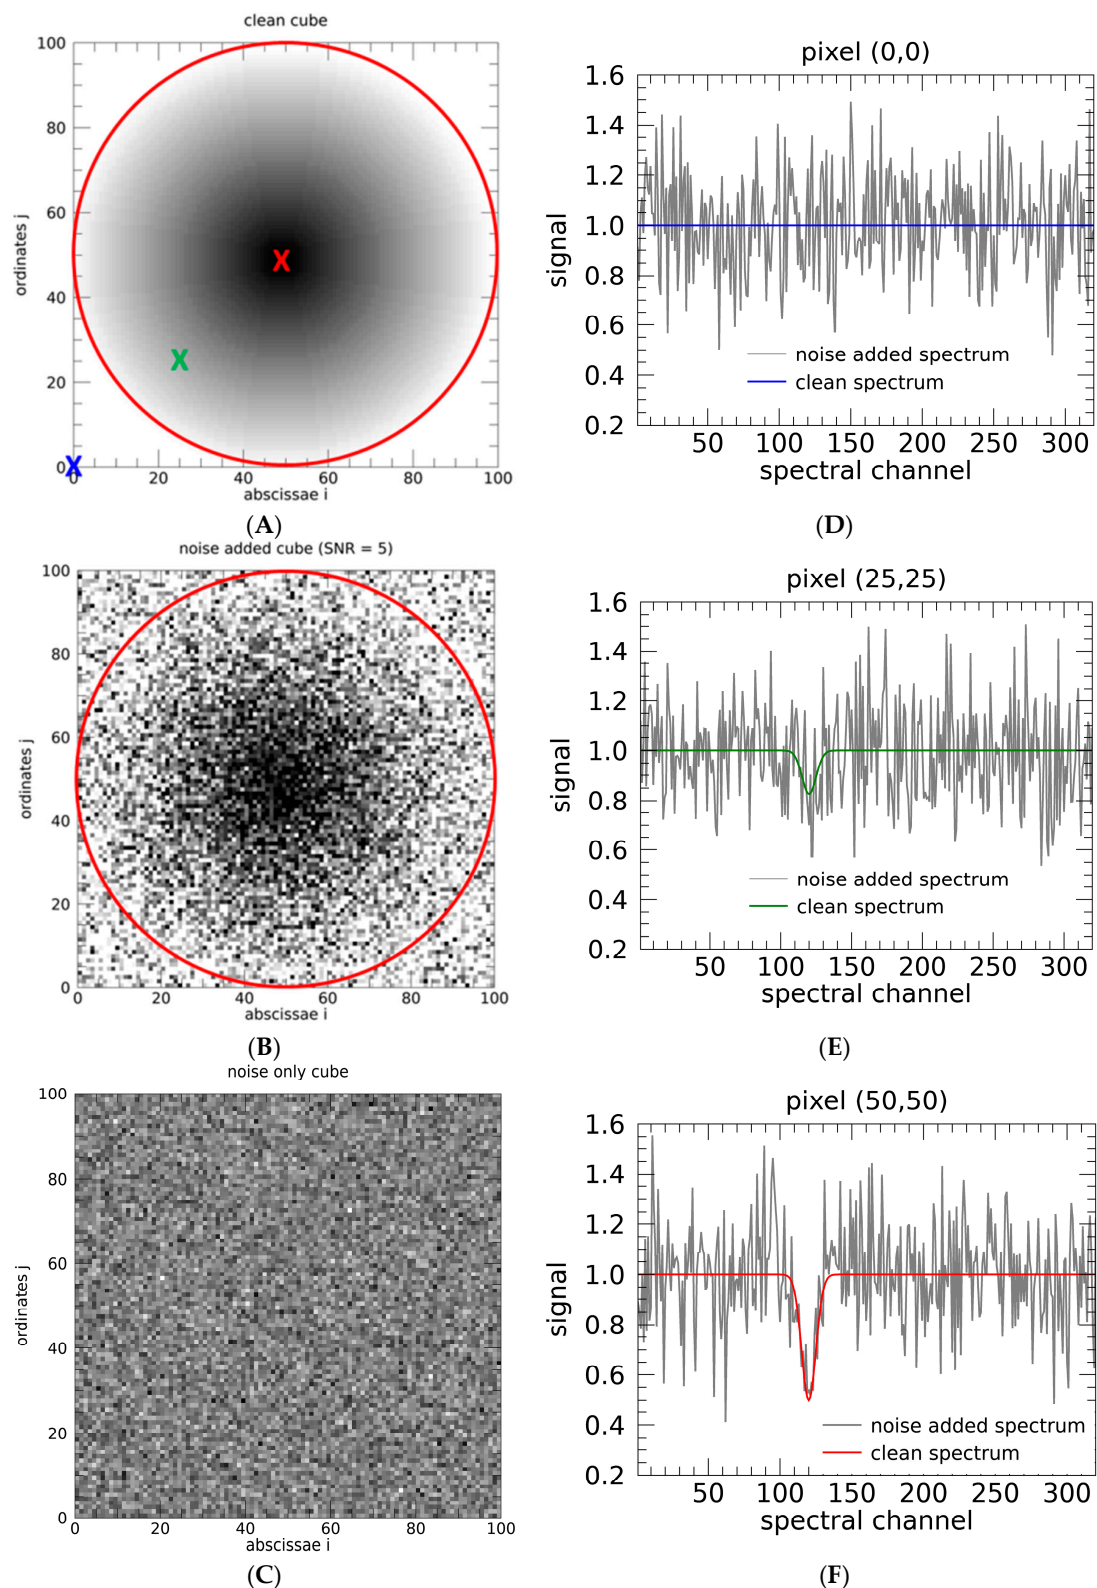 clean cube
100
80
60
40
20
0
ordinates j
X
X
X
0 20 40 60 80 100
abscissae i
(A)
pixel (0,0)
1.6
1.4
1.2
1.0
0.8
0.6
0.4
0.2
signal
noise added spectrum
clean spectrum
50 100 150 200 250 300
spectral channel
(D)
noise added cube (SNR = 5)
100
80
60
40
20
0
ordinates j
0 20 40 60 80 100
abscissae i
(B)
pixel (25,25)
1.6
1.4
1.2
1.0
0.8
0.6
0.4
0.2
signal
noise added spectrum
clean spectrum
50 100 150 200 250 300
spectral channel
(E)
noise only cube
100
80
60
40
20
0
ordinates j
0 20 40 60 80 100
abscissae i
(C)
pixel (50,50)
1.6
1.4
1.2
1.0
0.8
0.6
0.4
0.2
signal
noise added spectrum
clean spectrum
50 100 150 200 250 300
spectral channel
(F)